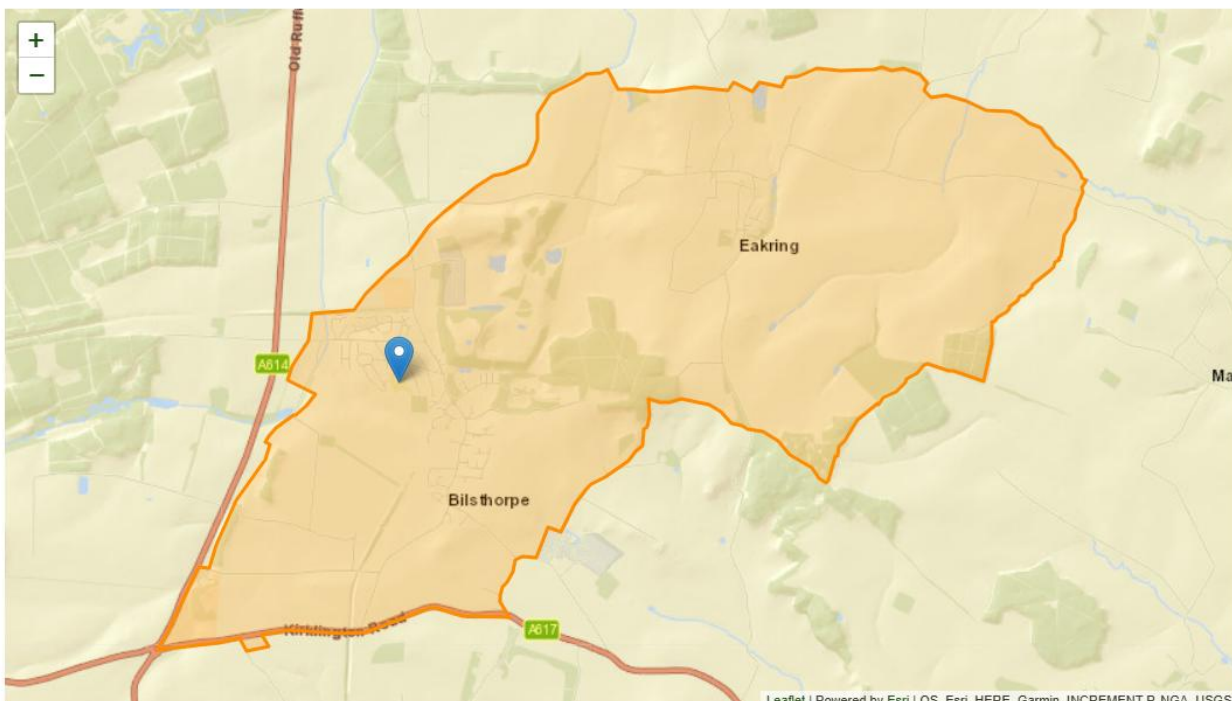 +
−
Old Ruff
Eakring
A614
Ma
Bilsthorpe
Kirklington Road
A617
Leaflet | Powered by Esri | OS, Esri, HERE, Garmin, INCREMENT P, NGA, USGS